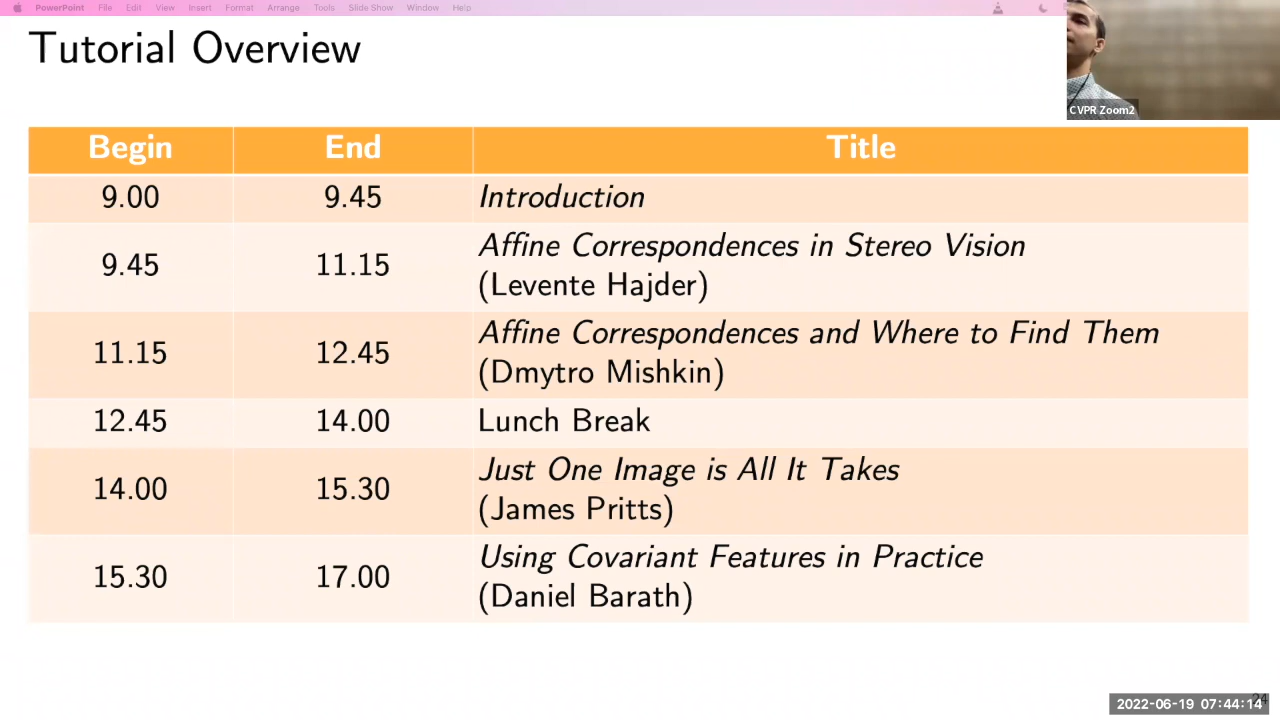 PowerPoint File Edit View Insert Format Arrange Tools Slide Show Window Help
Tutorial Overview
CVPR Zoom2
Begin End Title
9.00 9.45 Introduction
9.45 11.15 Affine Correspondences in Stereo Vision
(Levente Hajder)
11.15 12.45 Affine Correspondences and Where to Find Them
(Dmytro Mishkin)
12.45 14.00 Lunch Break
14.00 15.30 Just One Image is All It Takes
(James Pritts)
15.30 17.00 Using Covariant Features in Practice
(Daniel Barath)
24
2022-06-19 07:44:14